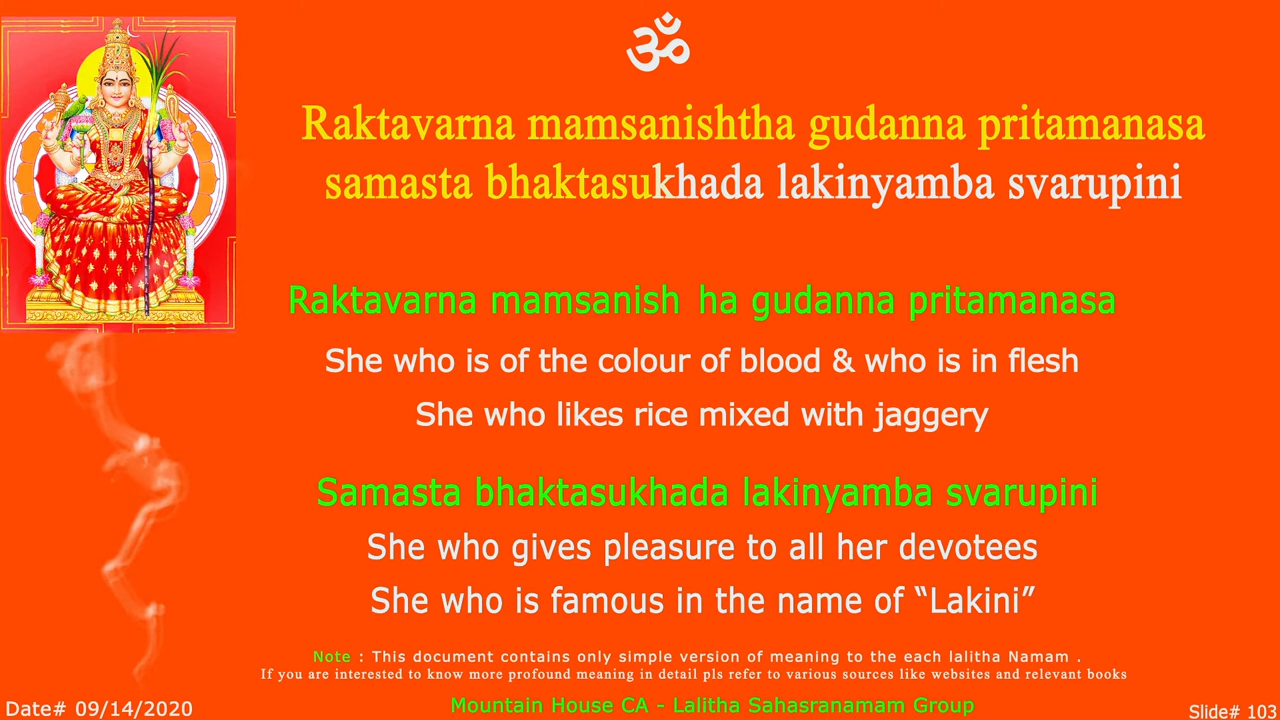 ॐ
Raktavarna mamsanishtha gudanna pritamanasa
samasta bhaktasukhada lakinyamba svarupini
Raktavarna mamsanish ha gudanna pritamanasa
She who is of the colour of blood & who is in flesh
She who likes rice mixed with jaggery
Samasta bhaktasukhada lakinyamba svarupini
She who gives pleasure to all her devotees
She who is famous in the name of “Lakini”
Note : This document contains only simple version of meaning to the each lalitha Namam .
If you are interested to know more profound meaning in detail pls refer to various sources like websites and relevant books
Mountain House CA - Lalitha Sahasranamam Group
Date# 09/14/2020
Slide# 103